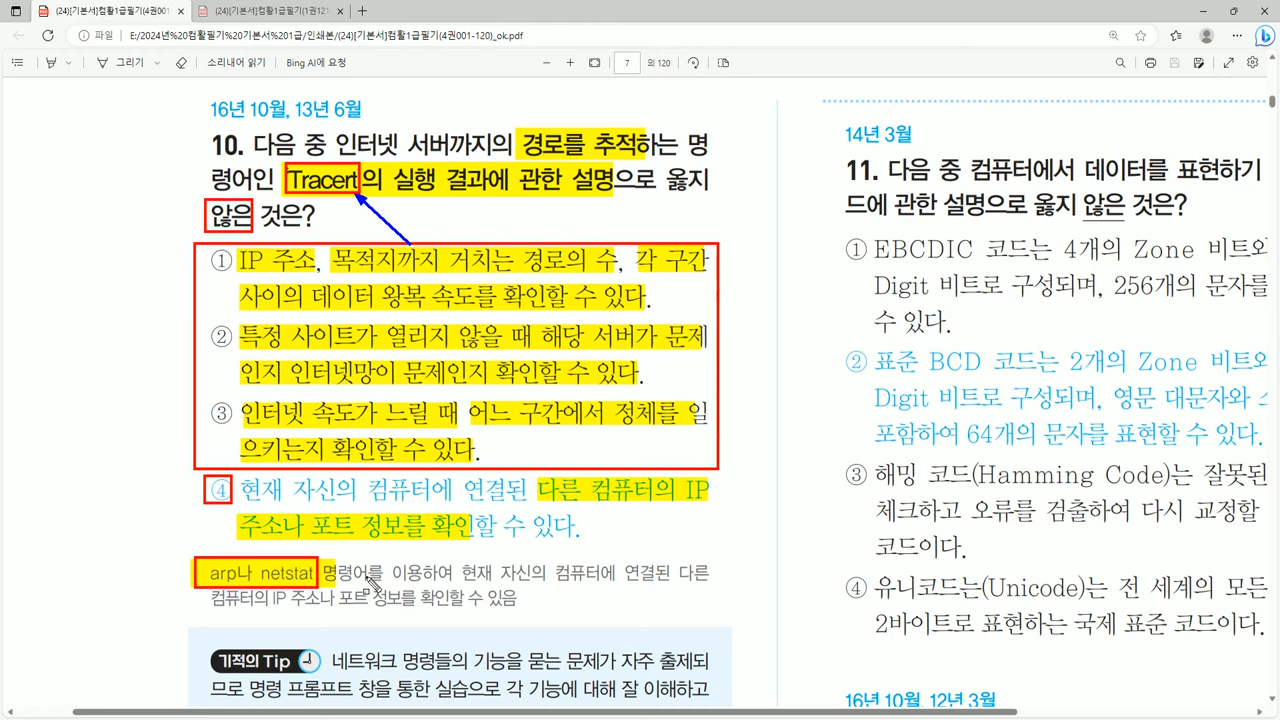 (24)[기본서]컴활1급필기(4권001
(24)[기본서]컴활1급필기(1권121
파일
E:/2024년%20컴활필기%20기본서%201급/인쇄본/(24)[기본서]컴활1급필기(4권001-120)_ok.pdf
그리기
소리내어 읽기
Bing AI에 요청
7
의 120
16년 10월, 13년 6월
10. 다음 중 인터넷 서버까지의 경로를 추적하는 명
령어인 'Tracert'의 실행 결과에 관한 설명으로 옳지
않은 것은?
① IP 주소, 목적지까지 거치는 경로의 수, 각 구간
사이의 데이터 왕복 속도를 확인할 수 있다.
② 특정 사이트가 열리지 않을 때 해당 서버가 문제
인지 인터넷망이 문제인지 확인할 수 있다.
③ 인터넷 속도가 느릴 때 어느 구간에서 정체를 일
으키는지 확인할 수 있다.
④ 현재 자신의 컴퓨터에 연결된 다른 컴퓨터의 IP
주소나 포트 정보를 확인할 수 있다.
arp나 netstat 명령어를 이용하여 현재 자신의 컴퓨터에 연결된 다른
컴퓨터의 IP 주소나 포트 정보를 확인할 수 있음
기적의 Tip 네트워크 명령들의 기능을 묻는 문제가 자주 출제되
므로 명령 프롬프트 창을 통한 실습으로 각 기능에 대해 잘 이해하고
14년 3월
11. 다음 중 컴퓨터에서 데이터를 표현하기
드에 관한 설명으로 옳지 않은 것은?
① EBCDIC 코드는 4개의 Zone 비트와
Digit 비트로 구성되며, 256개의 문자를
수 있다.
② 표준 BCD 코드는 2개의 Zone 비트와
Digit 비트로 구성되며, 영문 대문자와
포함하여 64개의 문자를 표현할 수 있다.
③ 해밍 코드(Hamming Code)는 잘못된
체크하고 오류를 검출하여 다시 교정할
코드이다.
④ 유니코드는(Unicode)는 전 세계의 모든
2바이트로 표현하는 국제 표준 코드이다.
16년 10월, 12년 3월